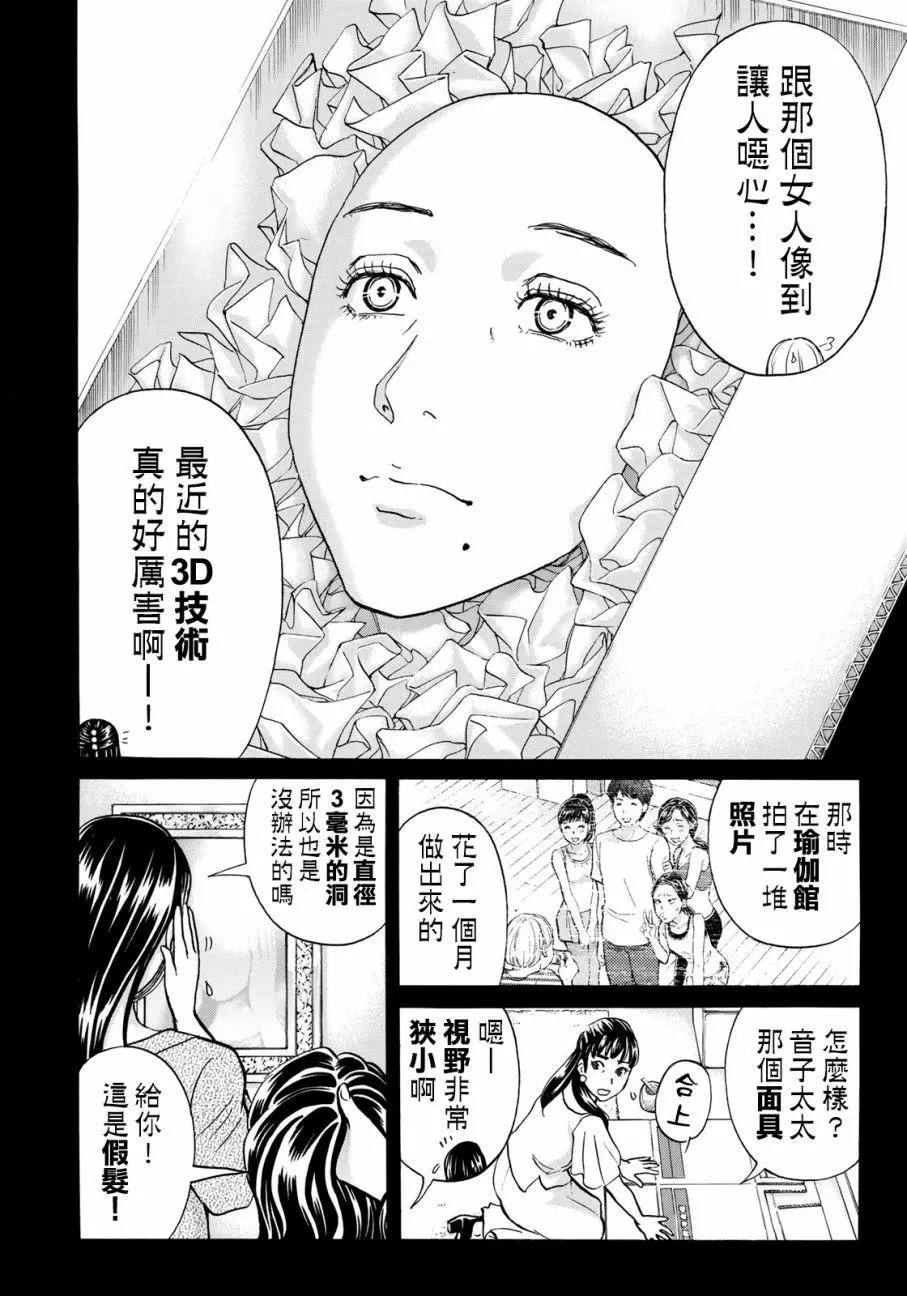 跟那個女人像到
讓人噁心…！
最近的3D技術
真的好厲害啊ー！
那時
在瑜伽館
拍了一堆
照片
花了一個月
做出來的
因為是直徑
3毫米的洞
所以也是
沒辦法的嗎
怎麼樣？
音子太太
那個面具
合上
嗯ー
視野非常
狹小啊
給你！
這是假髮！